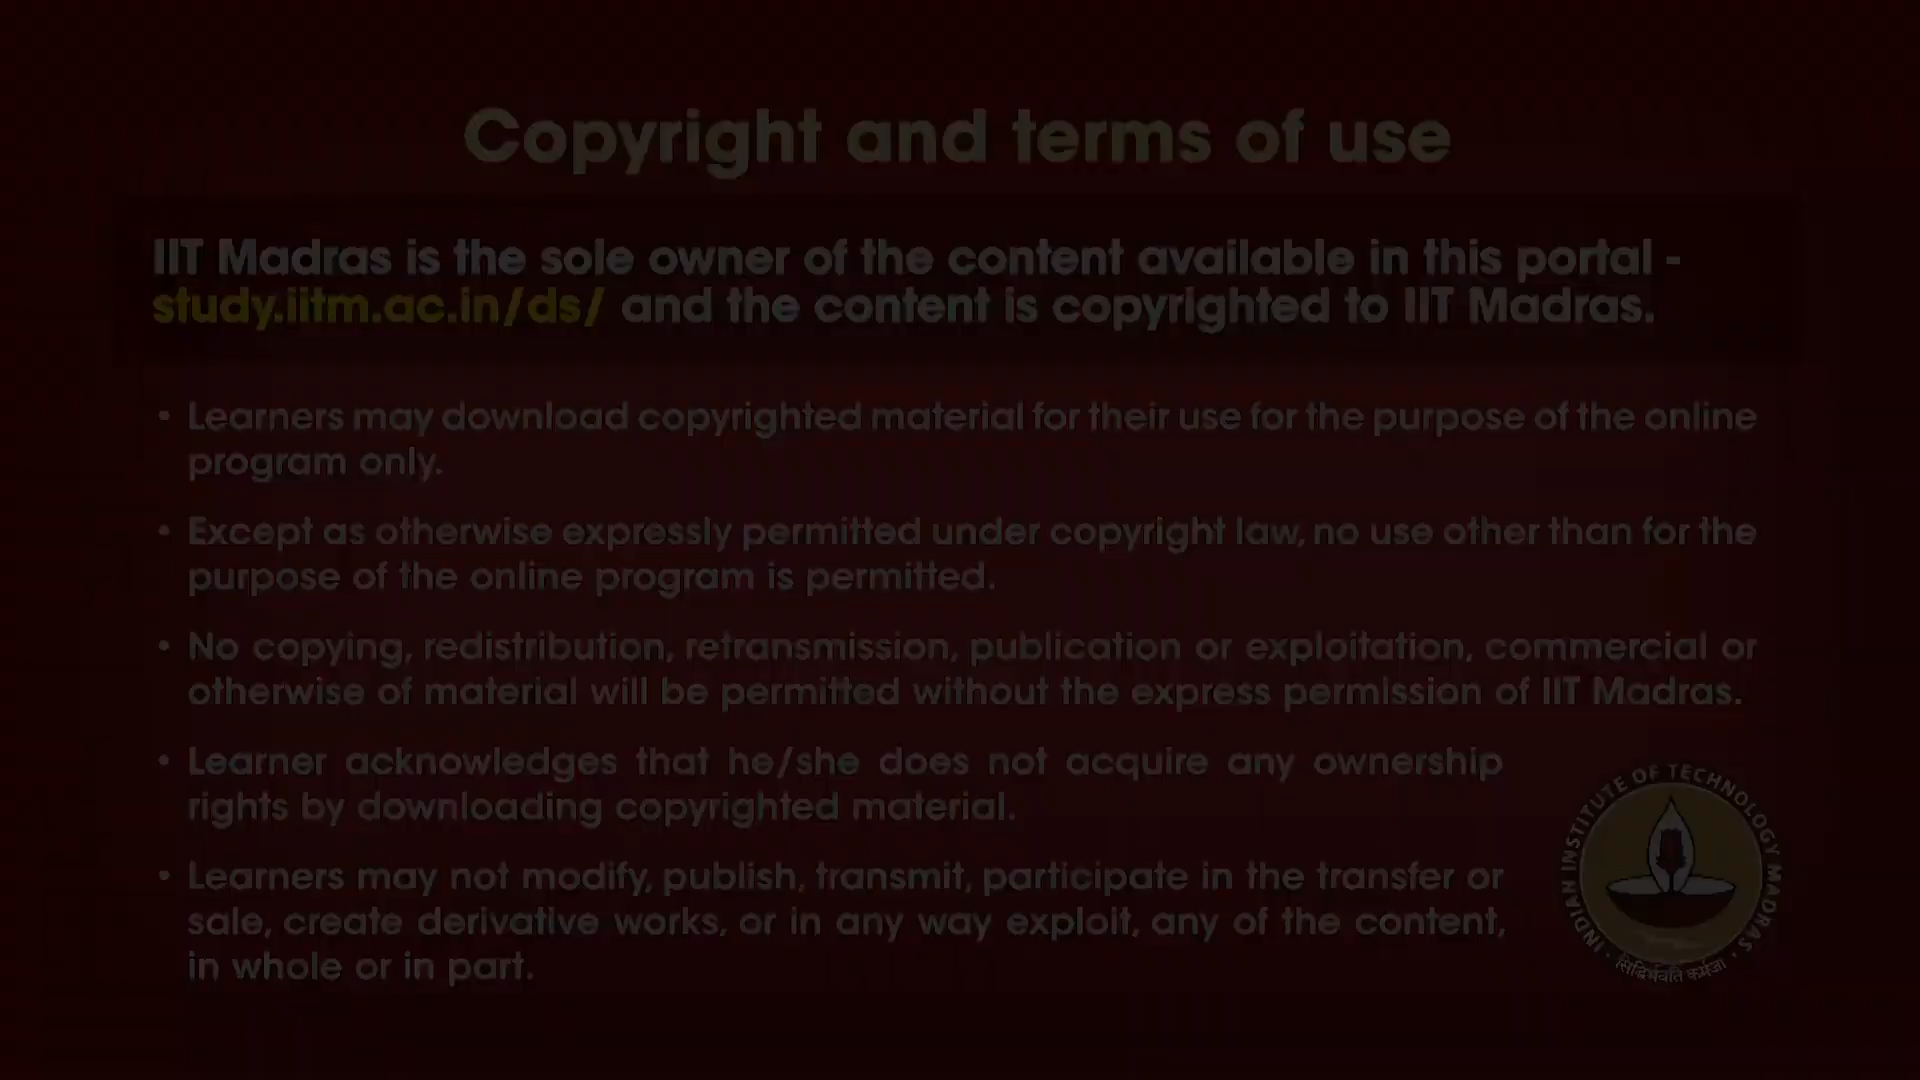 Copyright and terms of use
IIT Madras is the sole owner of the content available in this portal -
study.iitm.ac.in/ds/ and the content is copyrighted to IIT Madras.
• Learners may download copyrighted material for their use for the purpose of the online
program only.
• Except as otherwise expressly permitted under copyright law, no use other than for the
purpose of the online program is permitted.
• No copying, redistribution, retransmission, publication or exploitation, commercial or
otherwise of material will be permitted without the express permission of IIT Madras.
• Learner acknowledges that he/she does not acquire any ownership
rights by downloading copyrighted material.
• Learners may not modify, publish, transmit, participate in the transfer or
sale, create derivative works, or in any way exploit, any of the content,
in whole or in part.
INDIAN INSTITUTE OF TECHNOLOGY MADRAS
सिद्धिर्भवति कर्मजा